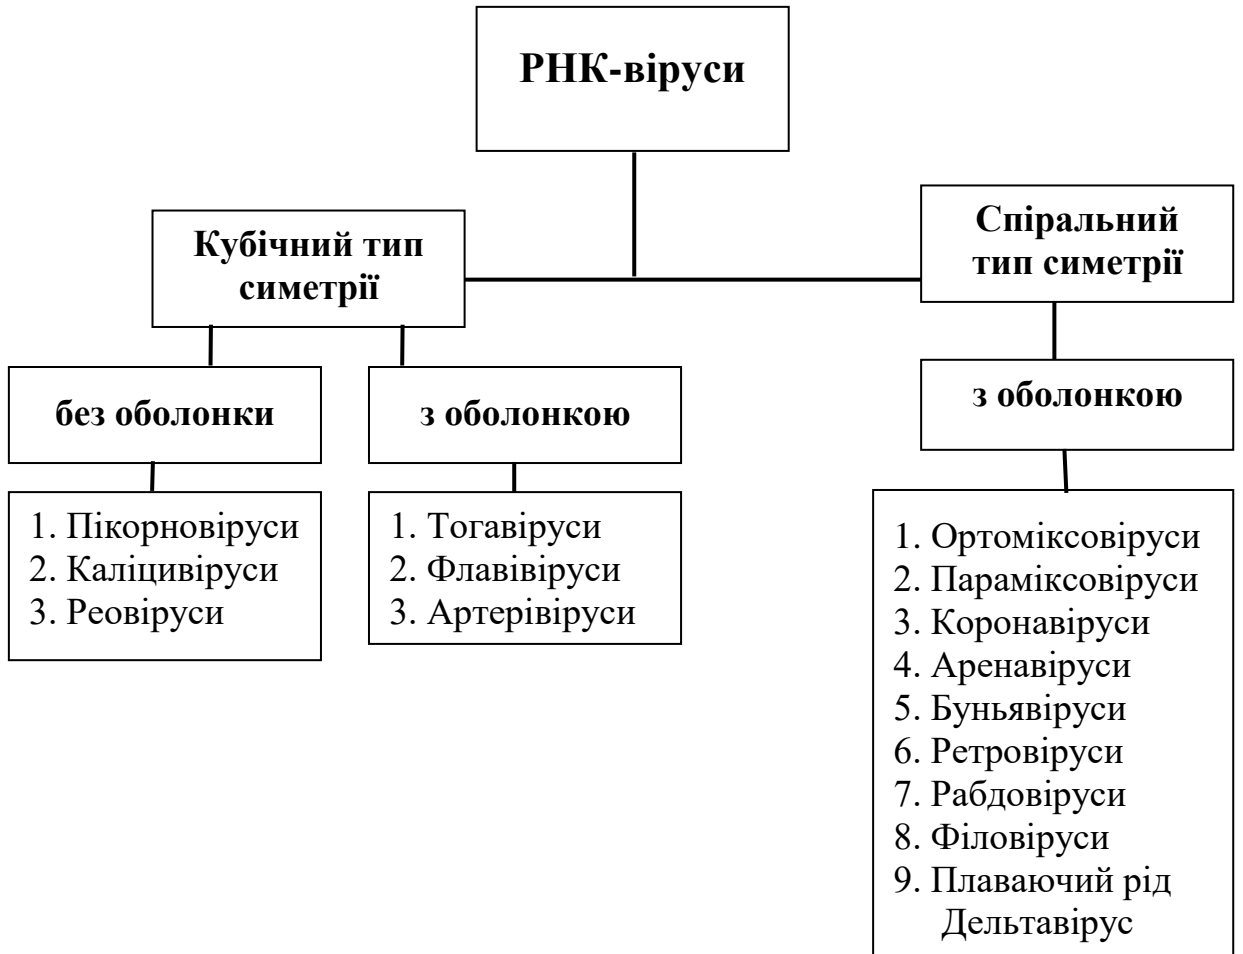 РНК-віруси
Кубічний тип
симетрії
Спіральний
тип симетрії
без оболонки
з оболонкою
з оболонкою
1. Пікорновіруси
2. Каліцивіруси
3. Реовіруси
1. Тогавіруси
2. Флавівіруси
3. Артерівіруси
1. Ортоміксовіруси
2. Параміксовіруси
3. Коронавіруси
4. Аренавіруси
5. Буньявіруси
6. Ретровіруси
7. Рабдовіруси
8. Філовіруси
9. Плаваючий рід
Дельтавірус